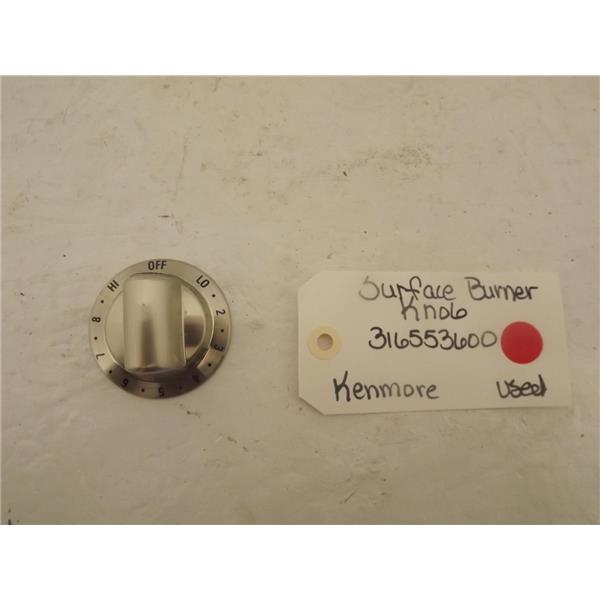 OFF
HI
LO
8
2
7
3
6
4
5
Surface Burner
Knob
316553600
Kenmore
Used